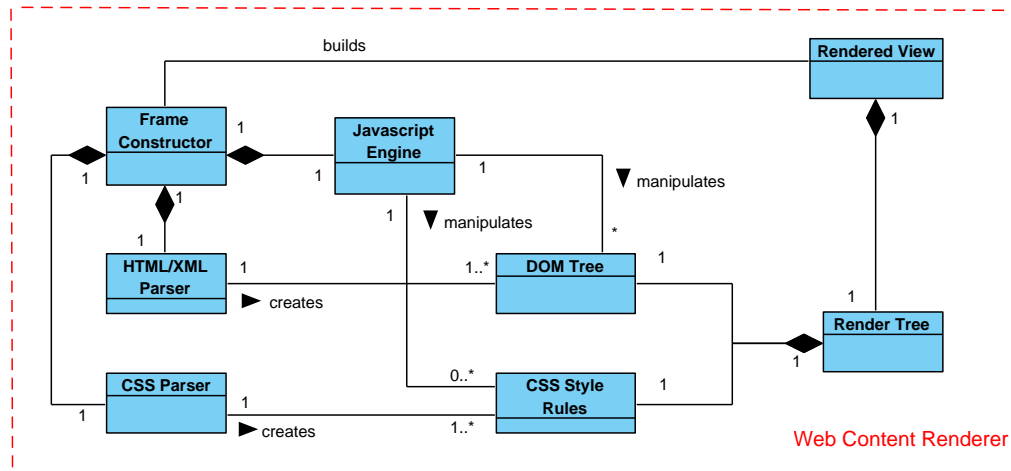 builds
Rendered View
Frame
Constructor
1
Javascript
Engine
1
1
1
1
1
manipulates
1
1
manipulates
*
1
HTML/XML
Parser
1
creates
1..*
DOM Tree
1
1
Render Tree
1
CSS Parser
1
1
creates
0..*
1..*
CSS Style
Rules
1
Web Content Renderer